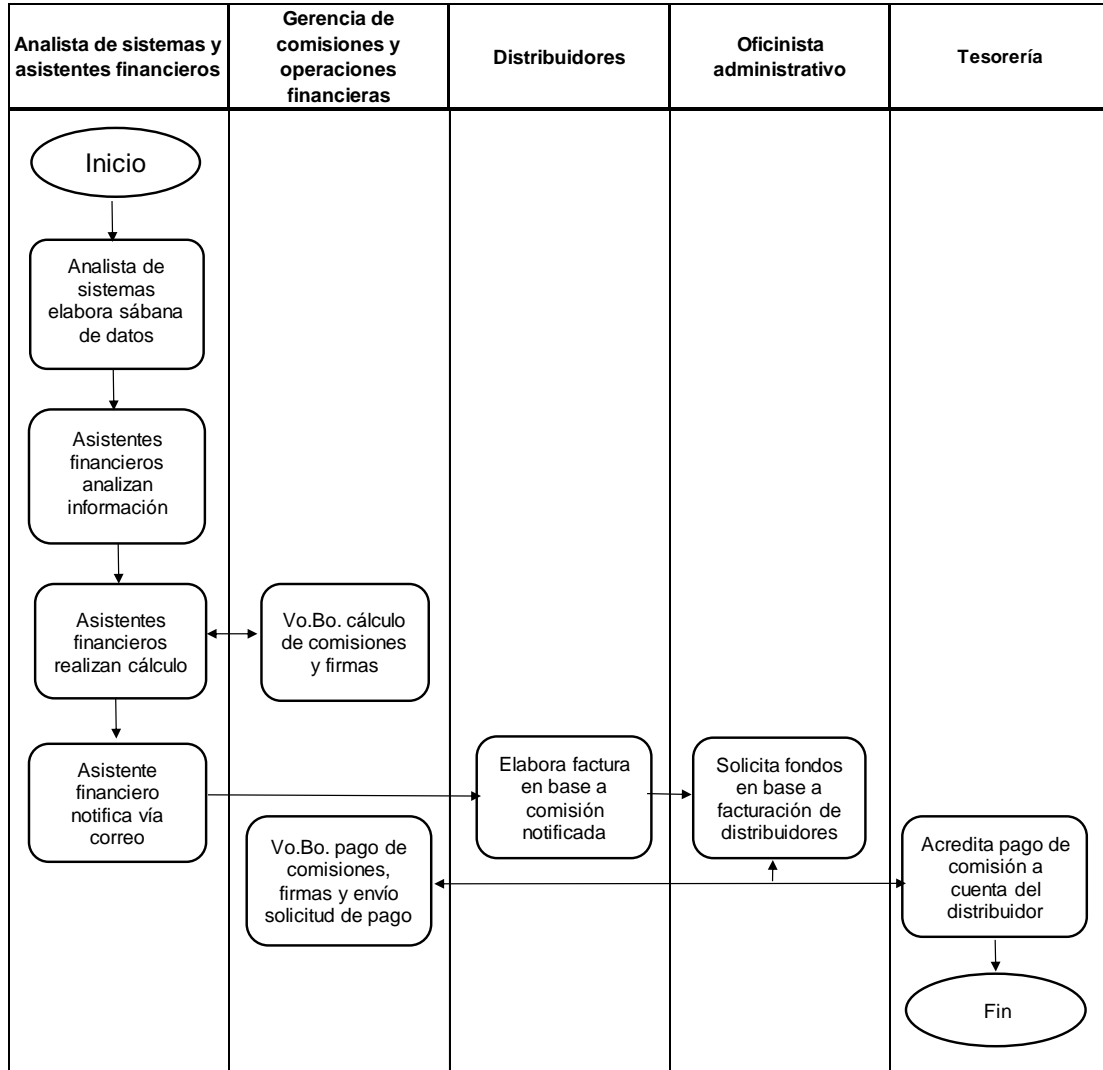 Analista de sistemas y
asistentes financieros
Gerencia de
comisiones y
operaciones
financieras
Distribuidores
Oficinista
administrativo
Tesorería
Inicio
Analista de
sistemas
elabora sábana
de datos
Asistentes
financieros
analizan
información
Asistentes
financieros
realizan cálculo
Vo.Bo. cálculo
de comisiones
y firmas
Asistente
financiero
notifica vía
correo
Elabora factura
en base a
comisión
notificada
Solicita fondos
en base a
facturación de
distribuidores
Vo.Bo. pago de
comisiones,
firmas y envío
solicitud de pago
Acredita pago de
comisión a
cuenta del
distribuidor
Fin